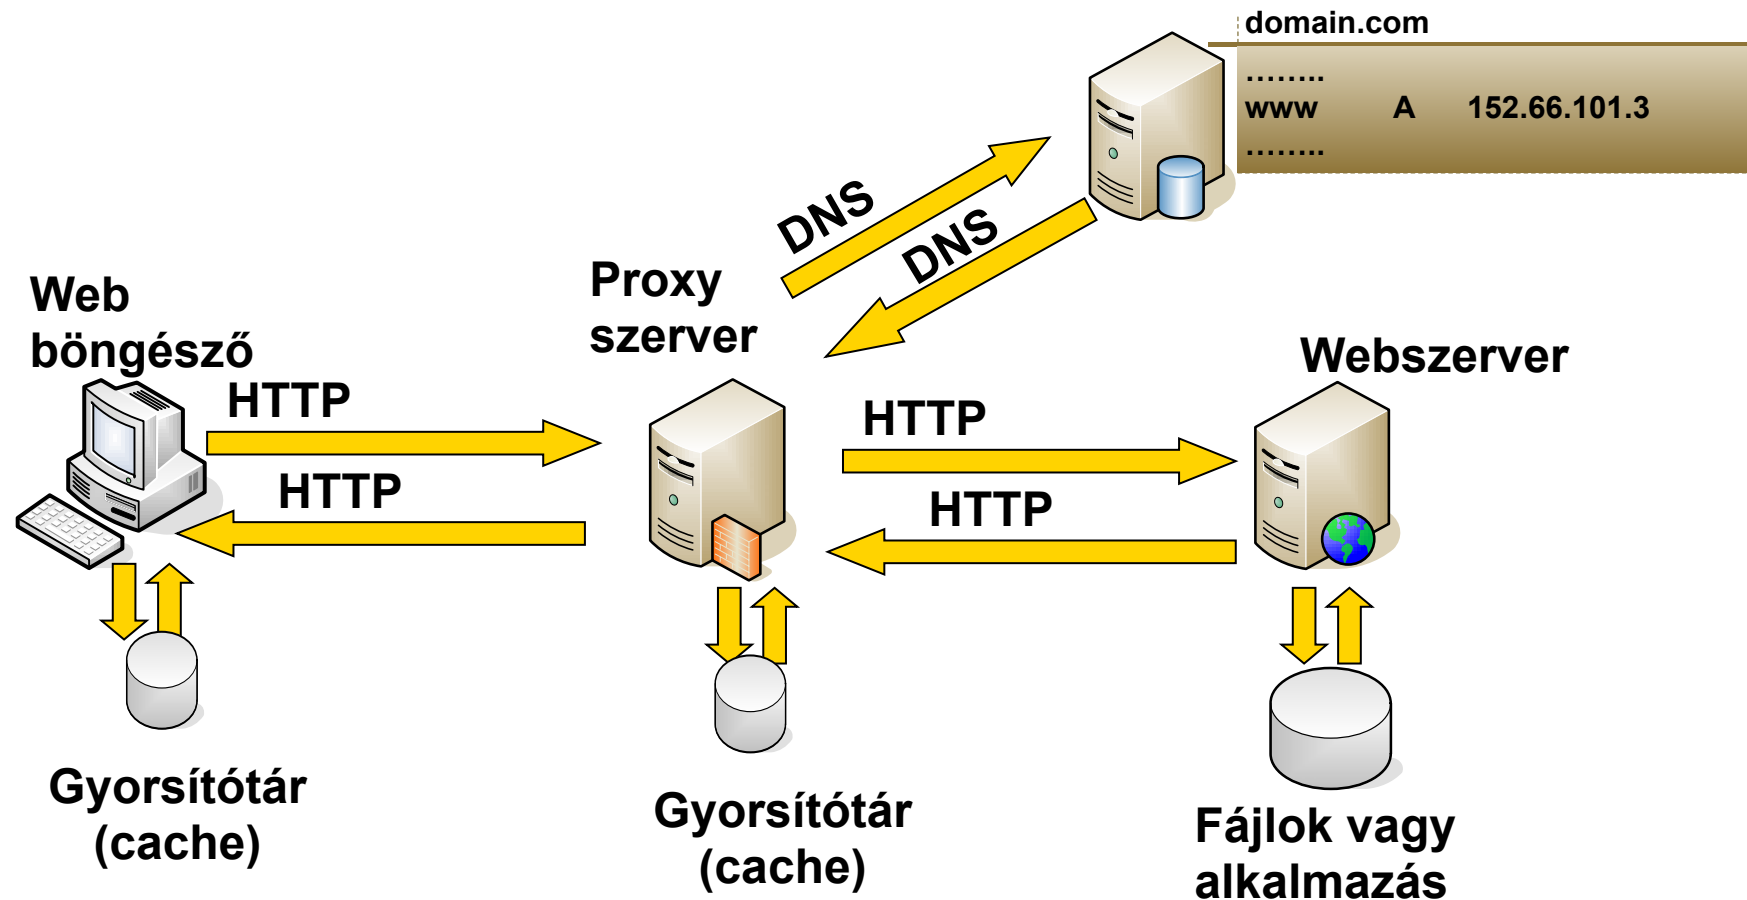 domain.com
........
www A 152.66.101.3
........
DNS
DNS
Web
böngésző
Proxy
szerver
Webszerver
HTTP
HTTP
HTTP
HTTP
Gyorsítótár
(cache)
Gyorsítótár
(cache)
Fájlok vagy
alkalmazás